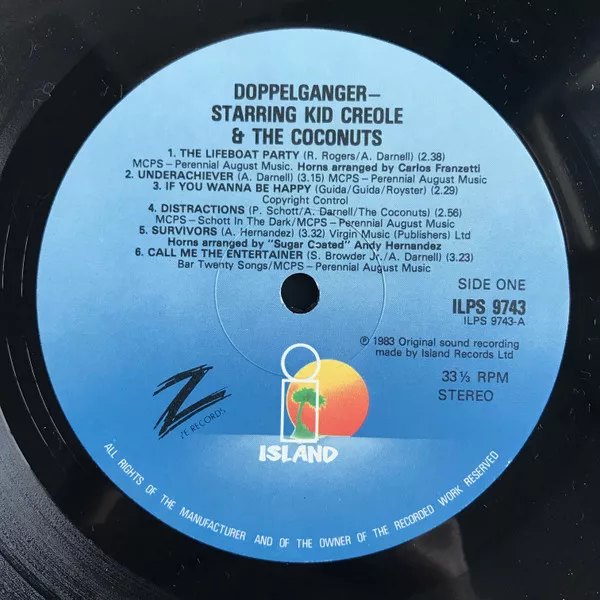 DOPPELGANGER–
STARRING KID CREOLE
& THE COCONUTS
1. THE LIFEBOAT PARTY (R. Rogers/A. Darnell) (2.38)
MCPS – Perennial August Music. Horns arranged by Carlos Franzetti
2. UNDERACHIEVER (A. Darnell) (3.15) MCPS – Perennial August Music
3. IF YOU WANNA BE HAPPY (Guida/Guida/Royster) (2.29)
Copyright Control
4. DISTRACTIONS (P. Schott/A. Darnell/The Coconuts) (2.56)
MCPS – Schott In The Dark/MCPS – Perennial August Music
5. SURVIVORS (A. Hernandez) (3.32) Virgin Music (Publishers) Ltd
Horns arranged by "Sugar Coated" Andy Hernandez
6. CALL ME THE ENTERTAINER (S. Browder Jr./A. Darnell) (3.23)
Bar Twenty Songs/MCPS – Perennial August Music
SIDE ONE
ILPS 9743
ILPS 9743-A
℗ 1983 Original sound recording
made by Island Records Ltd
33⅓ RPM
STEREO
Z
ZE RECORDS
i
ISLAND
ALL RIGHTS OF THE MANUFACTURER AND OF THE OWNER OF THE RECORDED WORK RESERVED